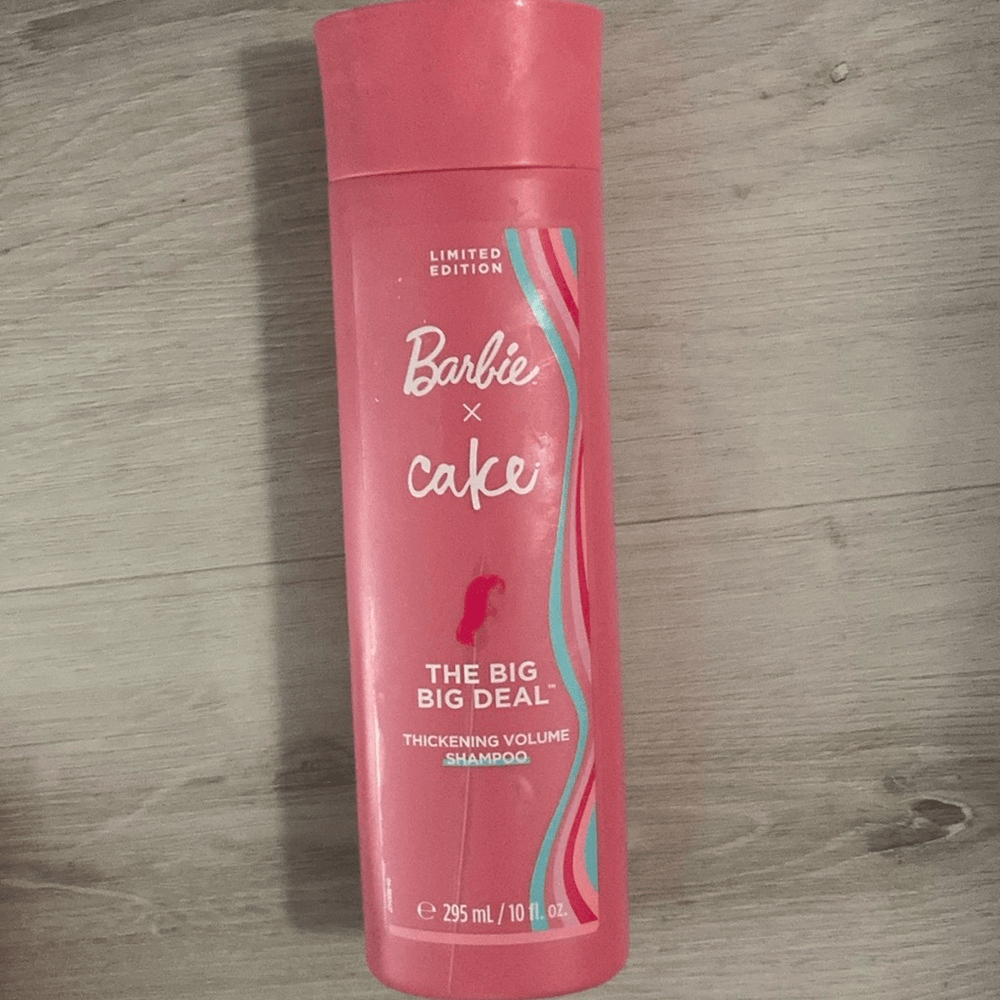 LIMITED
EDITION
Barbie
×
cake
THE BIG
BIG DEAL™
THICKENING VOLUME
SHAMPOO
℮ 295 mL / 10 fl. oz.